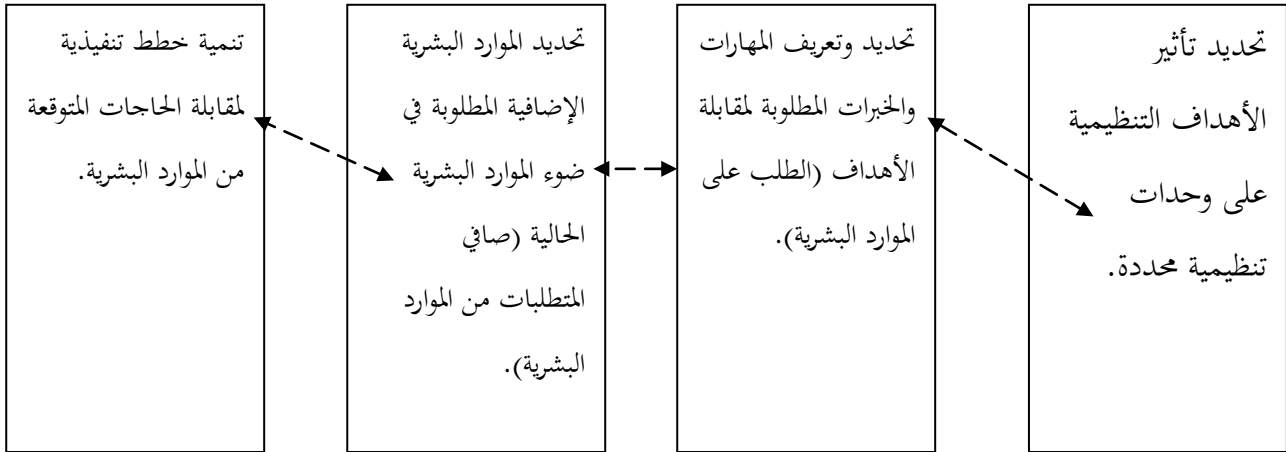 تحديد تأثير
الأهداف التنظيمية
على وحدات
تنظيمية محددة.
تحديد وتعريف المهارات
والخبرات المطلوبة لمقابلة
الأهداف (الطلب على
الموارد البشرية).
تحديد الموارد البشرية
الإضافية المطلوبة في
ضوء الموارد البشرية
الحالية (صافي
المتطلبات من الموارد
البشرية).
تنمية خطط تنفيذية
لمقابلة الحاجات المتوقعة
من الموارد البشرية.